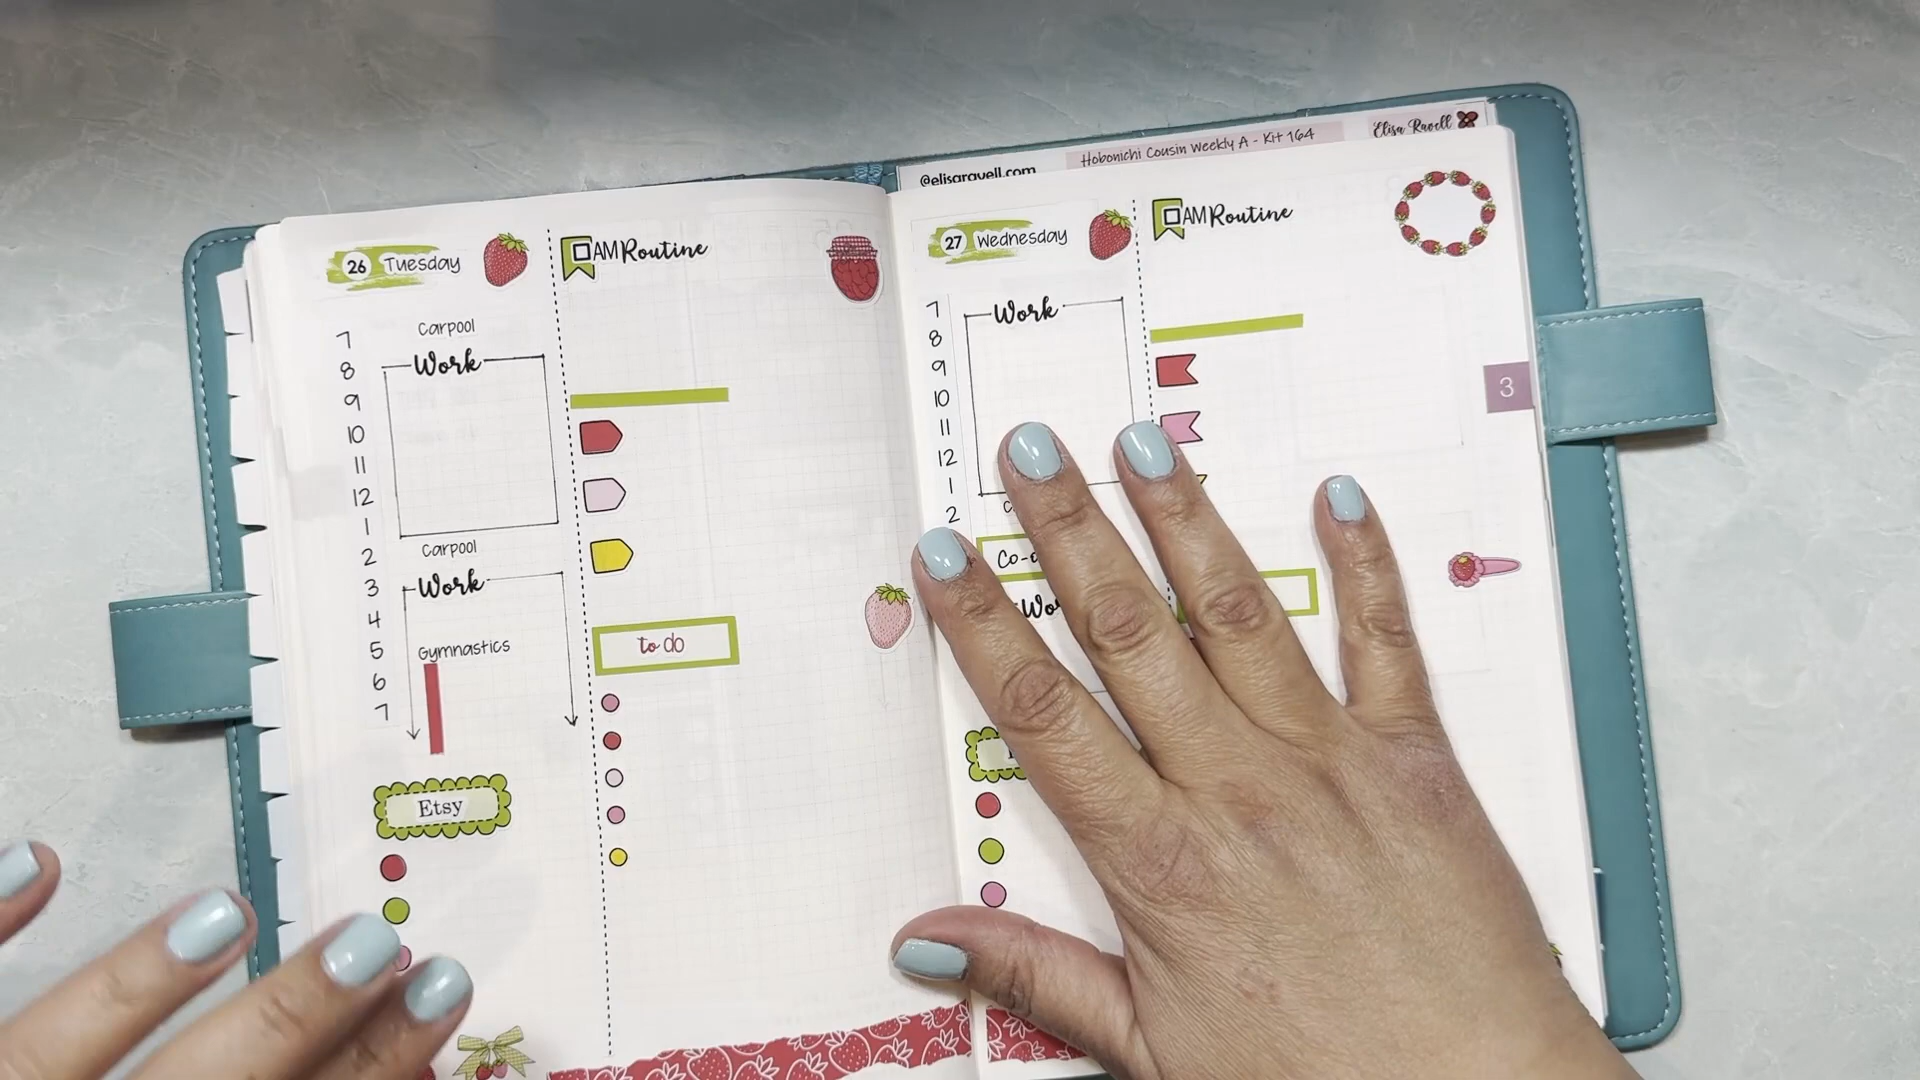 @elisaravell.com
Hobonichi Cousin Weekly A - Kit 164
Elisa Ravell
26 Tuesday
AM Routine
7
Carpool
8
Work
9
10
11
12
1
2
Carpool
3
Work
4
5
Gymnastics
6
7
to do
Etsy
27 Wednesday
AM Routine
7
Work
8
9
10
11
12
1
2
Co-
3